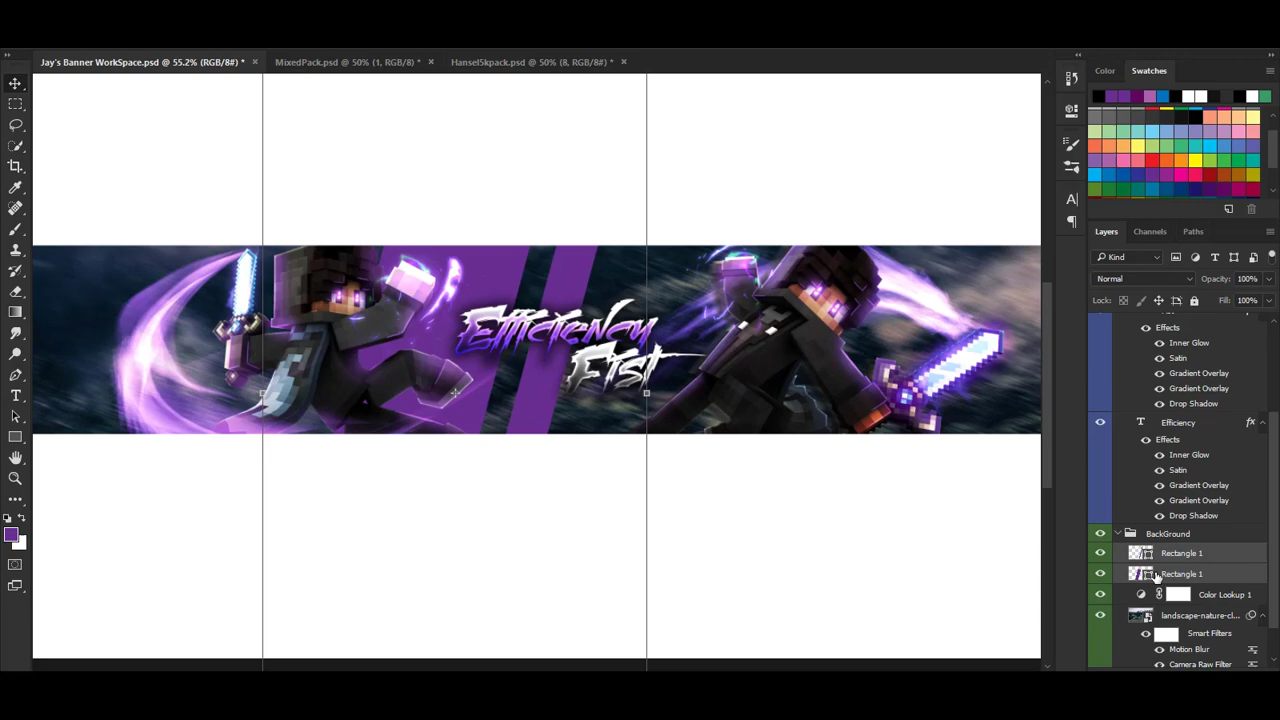 Jay's Banner WorkSpace.psd @ 55.2% (RGB/8#) * ×
MixedPack.psd @ 50% (1, RGB/8) * ×
HanselSkpack.psd @ 50% (8, RGB/8#) * ×
Color Swatches
Layers Channels Paths
Kind
Normal Opacity: 100%
Lock: Fill: 100%
Effects
Inner Glow
Satin
Gradient Overlay
Gradient Overlay
Drop Shadow
T Efficiency fx
Effects
Inner Glow
Satin
Gradient Overlay
Gradient Overlay
Drop Shadow
BackGround
Rectangle 1
Rectangle 1
Color Lookup 1
landscape-nature-cl...
Smart Filters
Motion Blur
Camera Raw Filter
Efficiency
Fist